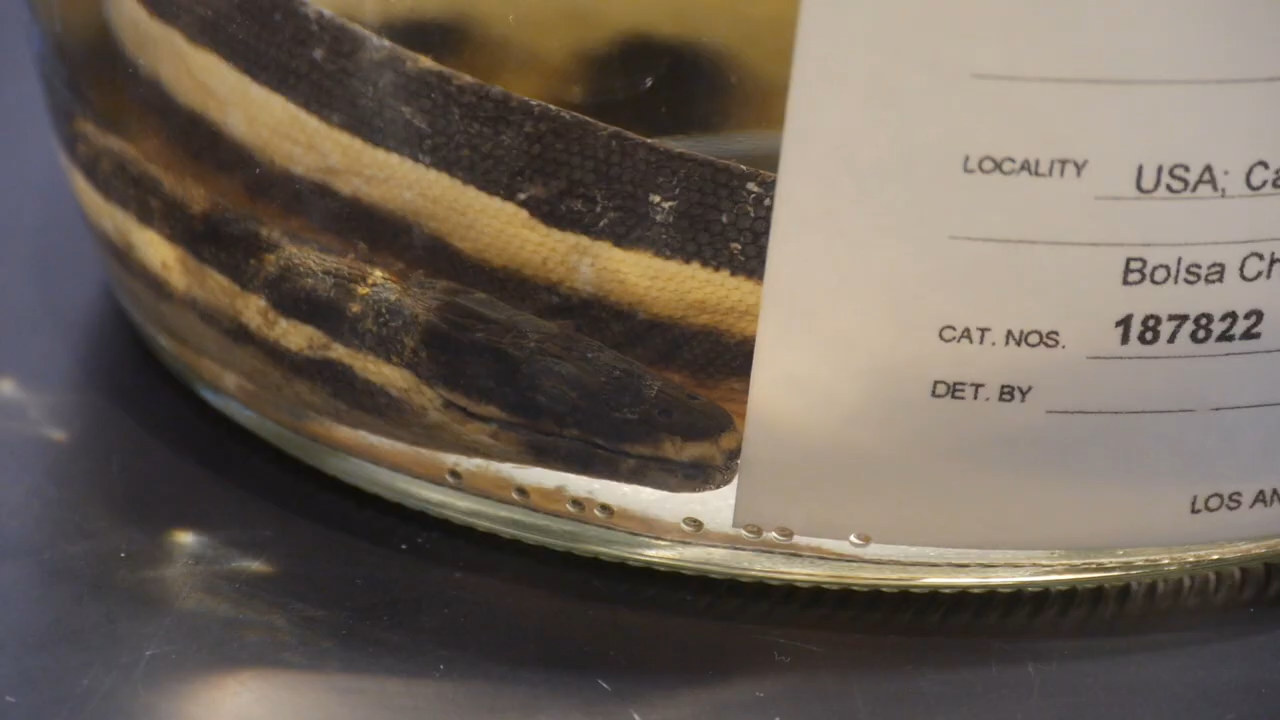 LOCALITY USA; Ca
Bolsa Ch
CAT. NOS. 187822
DET. BY
LOS AN